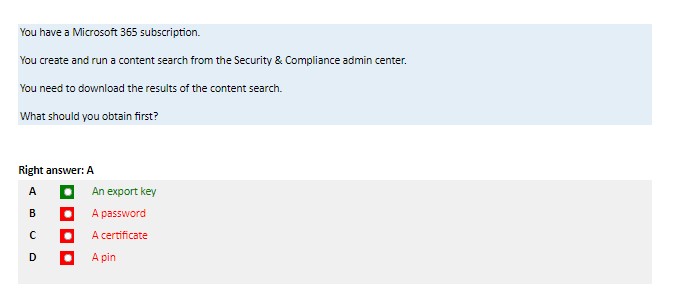 You have a Microsoft 365 subscription.
You create and run a content search from the Security & Compliance admin center.
You need to download the results of the content search.
What should you obtain first?
Right answer: A
A An export key
B A password
C A certificate
D A pin